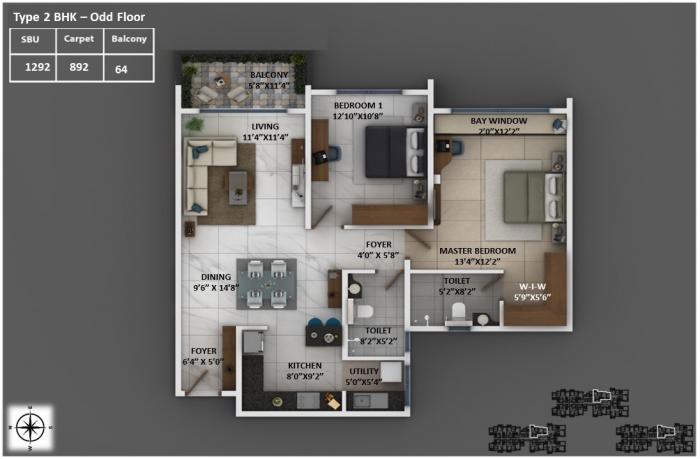 Type 2 BHK – Odd Floor
SBU Carpet Balcony
1292 892 64
BALCONY
5'8"X11'4"
BEDROOM 1
12'10"X10'8"
LIVING
11'4"X11'4"
BAY WINDOW
2'0"X12'2"
FOYER
4'0" X 5'8"
MASTER BEDROOM
13'4"X12'2"
DINING
9'6" X 14'8"
TOILET
5'2"X8'2"
W-I-W
5'9"X5'6"
TOILET
8'2"X5'2"
FOYER
6'4" X 5'0"
KITCHEN
8'0"X9'2"
UTILITY
5'0"X5'4"
E
N S
W